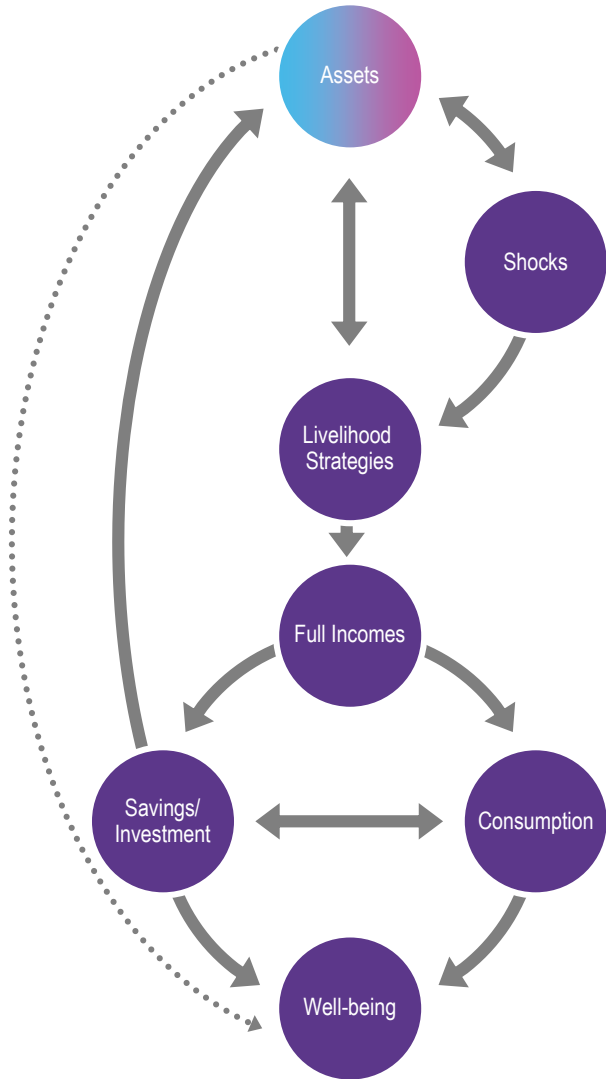 Assets
Shocks
Livelihood
Strategies
Full Incomes
Savings/
Investment
Consumption
Well-being